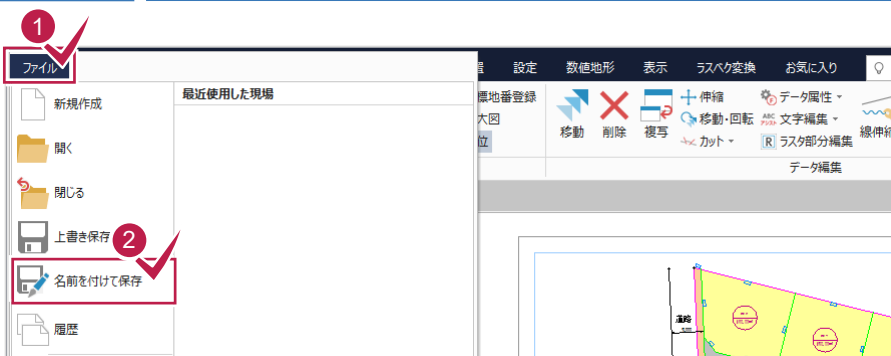 1
ファイル
設定
数値地形
表示
ラスベク変換
お気に入り
新規作成
最近使用した現場
開く
閉じる
上書き保存
2
名前を付けて保存
履歴
標地番登録
大図
位
移動
削除
複写
伸縮
移動・回転
カット
データ属性
ABC 文字編集
R ラスタ部分編集
線伸縮
データ編集
道路